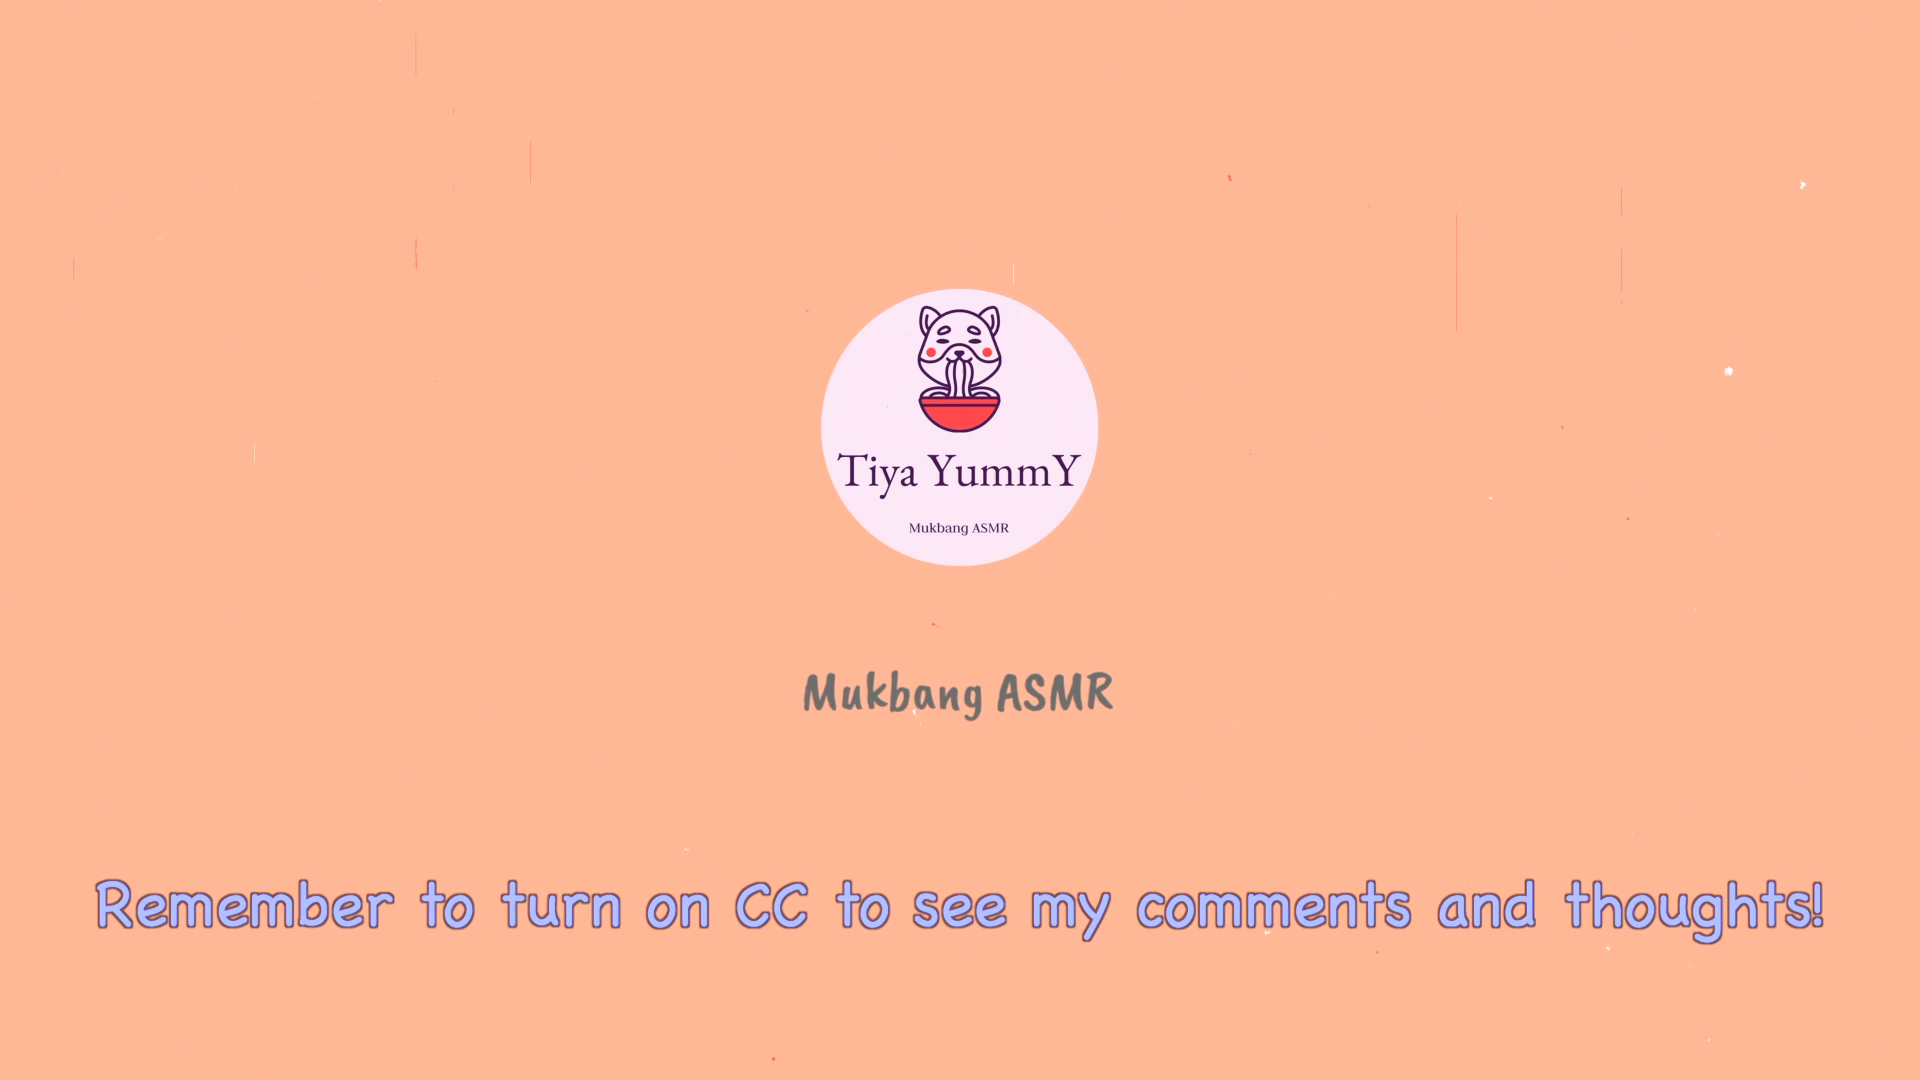 Tiya YummY
Mukbang ASMR
Mukbang ASMR
Remember to turn on CC to see my comments and thoughts!